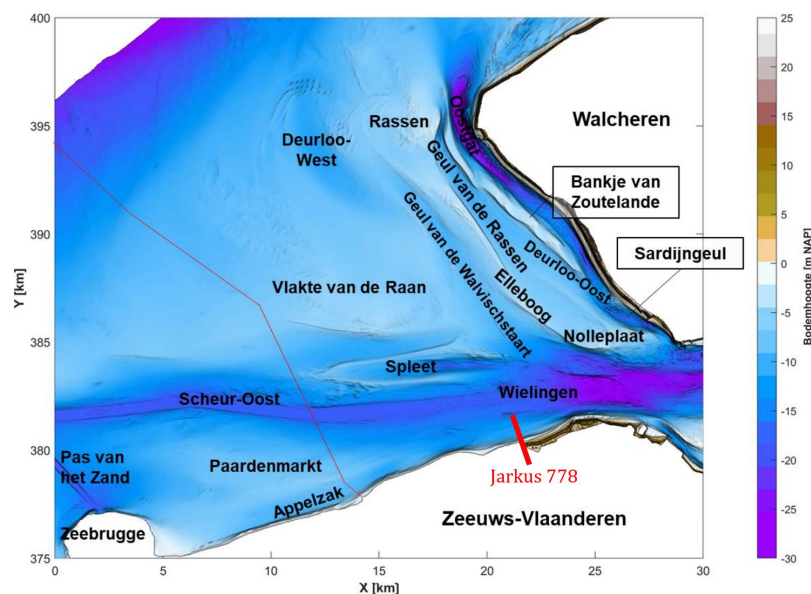 400
395
390
385
380
375
Y [km]
0
5
10
15
20
25
30
X [km]
Walcheren
Rassen
Oostgat
Deurloo-
West
Geul van de Rassen
Bankje van
Zoutelande
Geul van de Walvischstaart
Deurloo-Oost
Sardijngeul
Vlakte van de Raan
Elleboog
Nolleplaat
Spleet
Scheur-Oost
Wielingen
Pas van
het Zand
Paardenmarkt
Jarkus 778
Appelzak
Zeebrugge
Zeeuws-Vlaanderen
25
20
15
10
5
0
-5
-10
-15
-20
-25
-30
Bodemhoogte [m NAP]